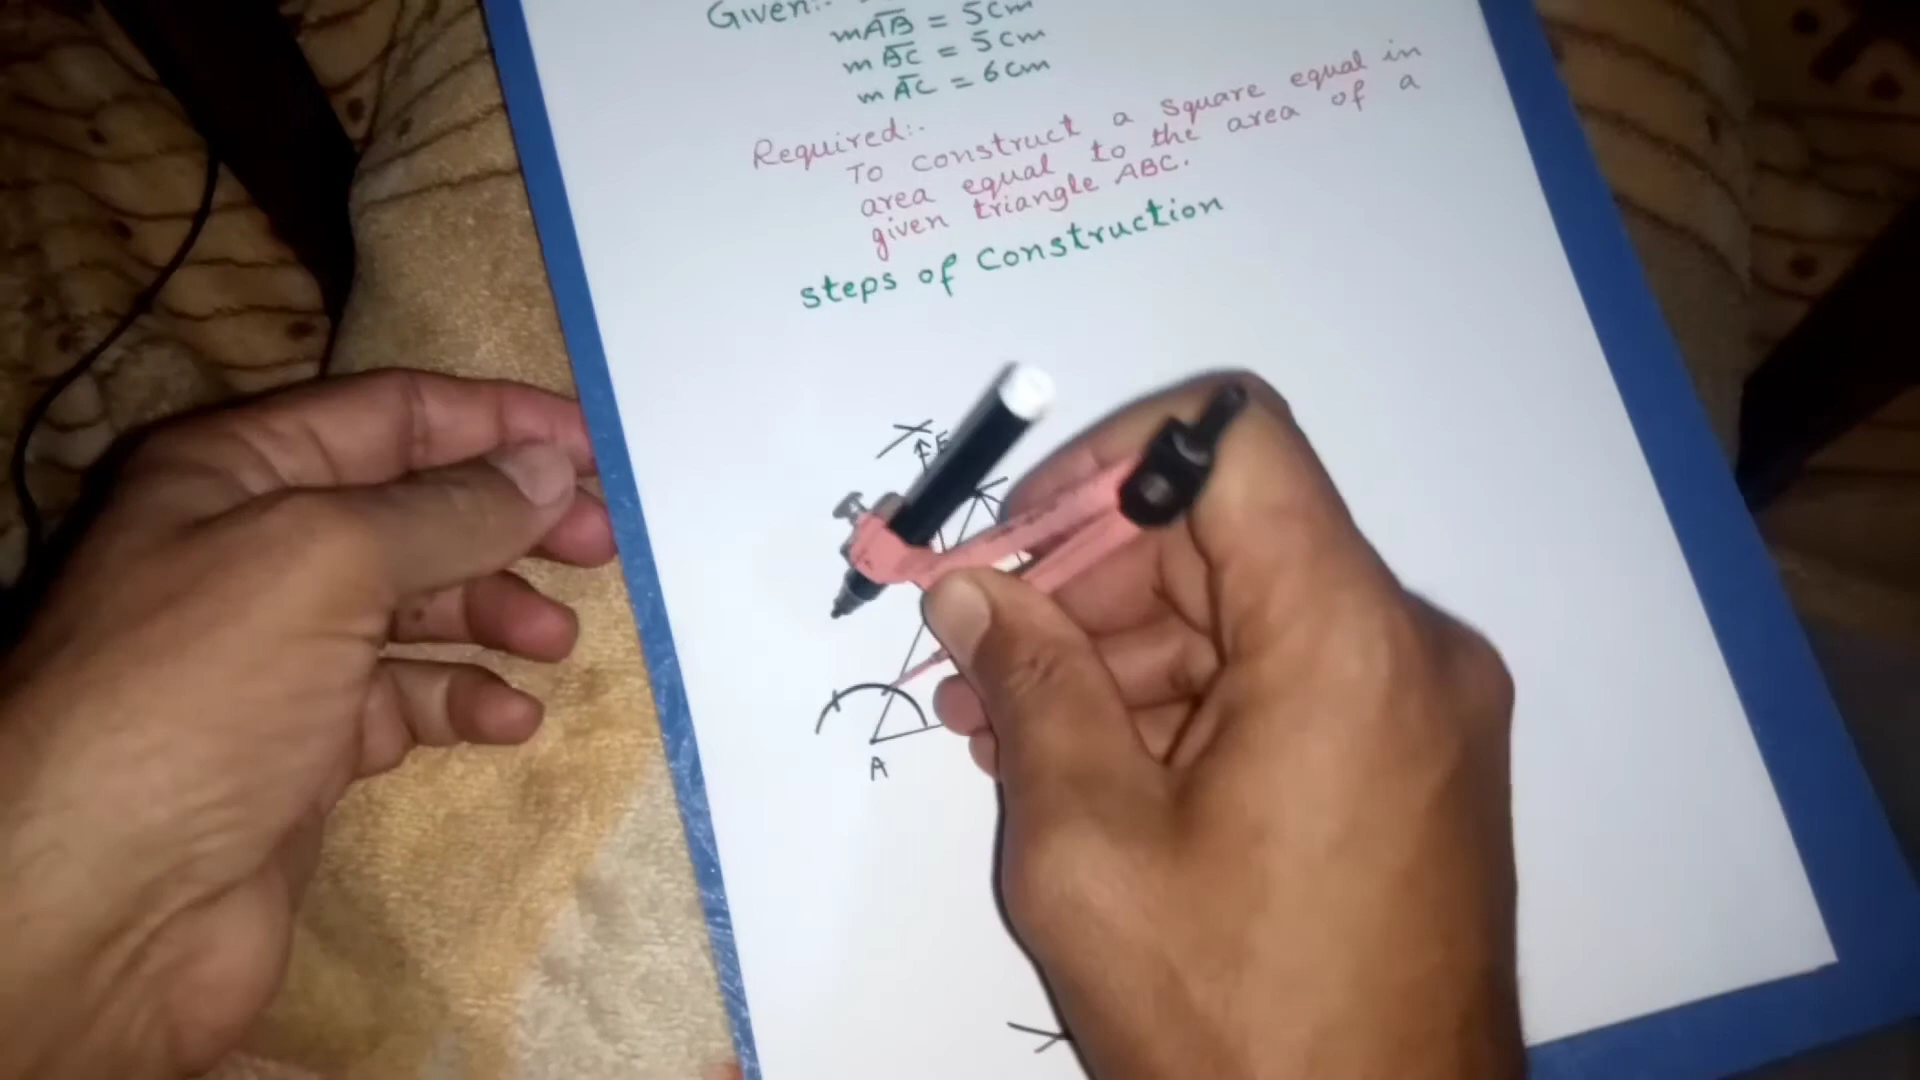 Given:-
mAB = 5cm
mBC = 5cm
mAC = 6cm
Required:-
To construct a square equal in
area equal to the area of a
given triangle ABC.
steps of Construction
E
A